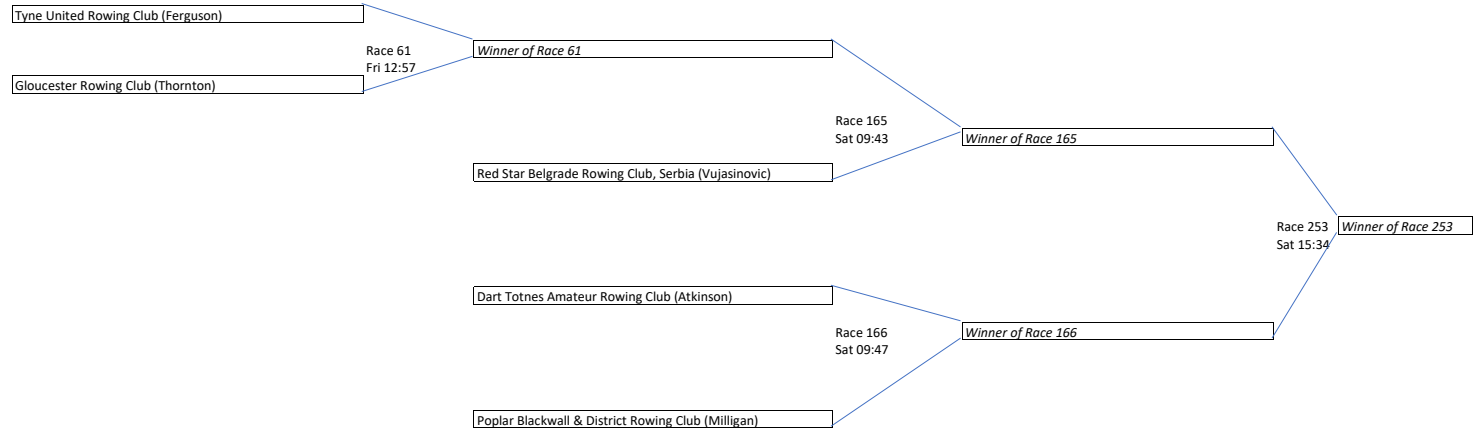 Tyne United Rowing Club (Ferguson)
Race 61
Fri 12:57
Winner of Race 61
Gloucester Rowing Club (Thornton)
Race 165
Sat 09:43
Winner of Race 165
Red Star Belgrade Rowing Club, Serbia (Vujasinovic)
Race 253
Sat 15:34
Winner of Race 253
Dart Totnes Amateur Rowing Club (Atkinson)
Race 166
Sat 09:47
Winner of Race 166
Poplar Blackwall & District Rowing Club (Milligan)